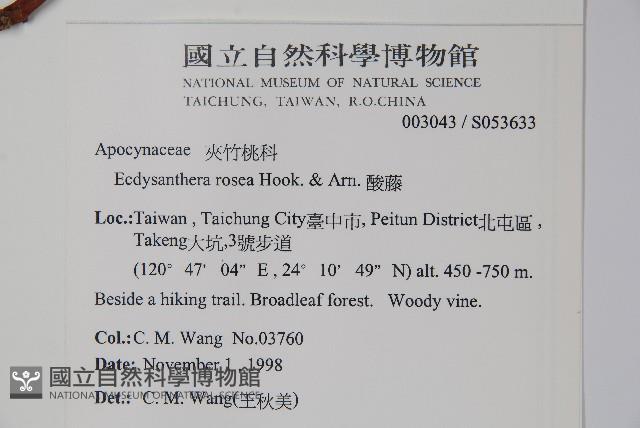 國立自然科學博物館
NATIONAL MUSEUM OF NATURAL SCIENCE
TAICHUNG, TAIWAN, R.O.CHINA
003043 / S053633
Apocynaceae 夾竹桃科
Ecdysanthera rosea Hook. & Arn. 酸藤
Loc.:Taiwan , Taichung City臺中市, Peitun District北屯區 ,
Takeng大坑,3號步道
(120° 47' 04" E , 24° 10' 49" N) alt. 450 -750 m.
Beside a hiking trail. Broadleaf forest. Woody vine.
Col.:C. M. Wang No.03760
Date: November 1, 1998
國立自然科學博物館
NATIONAL MUSEUM OF NATURAL SCIENCE
Det.: C. M. Wang(王秋美)